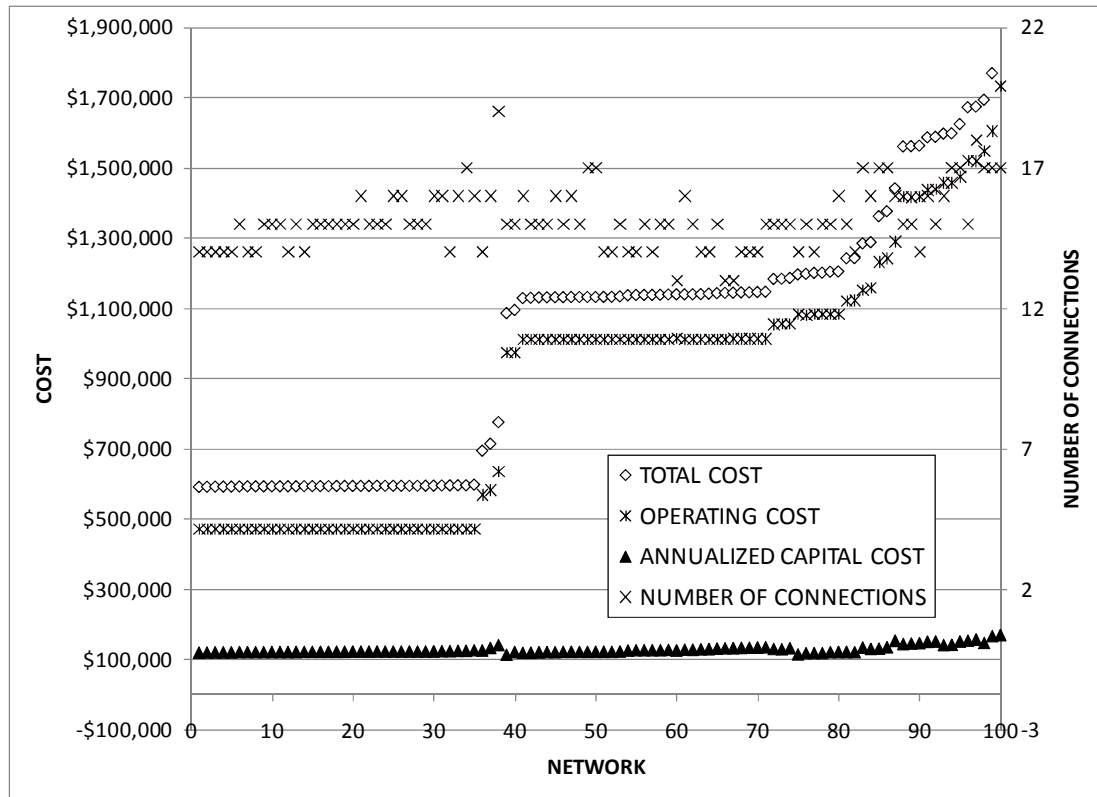 $1,900,000
$1,700,000
$1,500,000
$1,300,000
$1,100,000
$900,000
$700,000
$500,000
$300,000
$100,000
-$100,000
COST
22
17
12
7
2
-3
NUMBER OF CONNECTIONS
TOTAL COST
OPERATING COST
ANNUALIZED CAPITAL COST
NUMBER OF CONNECTIONS
0 10 20 30 40 50 60 70 80 90 100
NETWORK